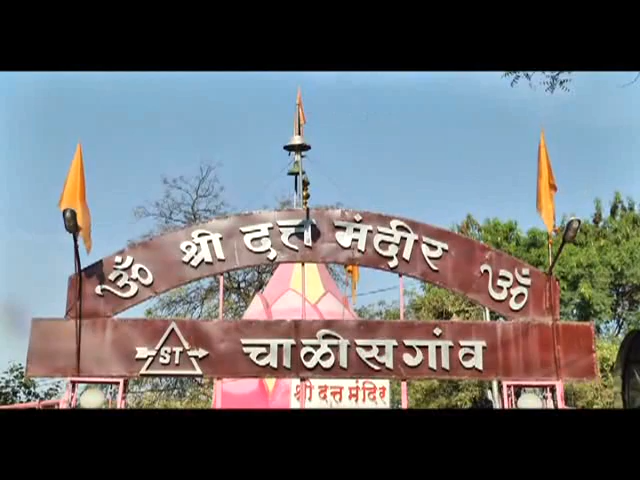 ॐ श्री दत्त मंदीर ॐ
ST चाळीसगांव
श्री दत्त मंदिर